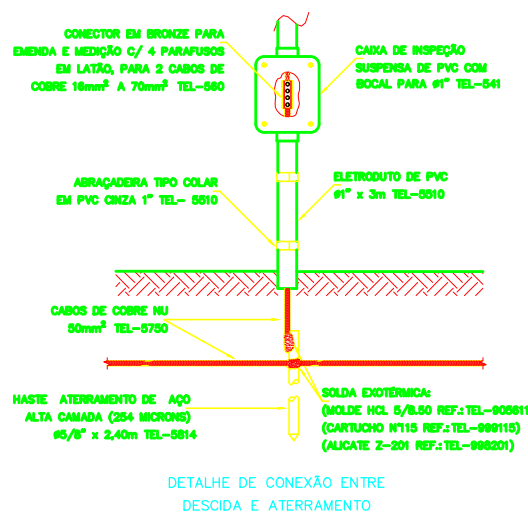 CONECTOR EM BRONZE PARA
EMENDA E MEDIÇÃO C/ 4 PARAFUSOS
EM LATÃO, PARA 2 CABOS DE
COBRE 16mm² A 70mm² TEL-560
CAIXA DE INSPEÇÃO
SUSPENSA DE PVC COM
BOCAL PARA ø1" TEL-541
ABRAÇADEIRA TIPO COLAR
EM PVC CINZA 1" TEL- 5510
ELETRODUTO DE PVC
ø1" x 3m TEL-5510
CABOS DE COBRE NU
50mm² TEL-5750
HASTE ATERRAMENTO DE AÇO
ALTA CAMADA (254 MICRONS)
ø5/8" x 2,40m TEL-5814
SOLDA EXOTÉRMICA:
(MOLDE HCL 5/8.50 REF.:TEL-905611
(CARTUCHO N°115 REF.:TEL-999115)
(ALICATE Z-201 REF.:TEL-998201)
DETALHE DE CONEXÃO ENTRE
DESCIDA E ATERRAMENTO